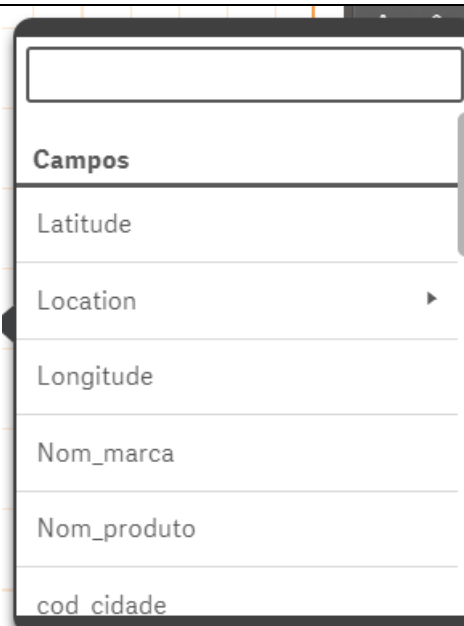 Campos
Latitude
Location
Longitude
Nom_marca
Nom_produto
cod_cidade